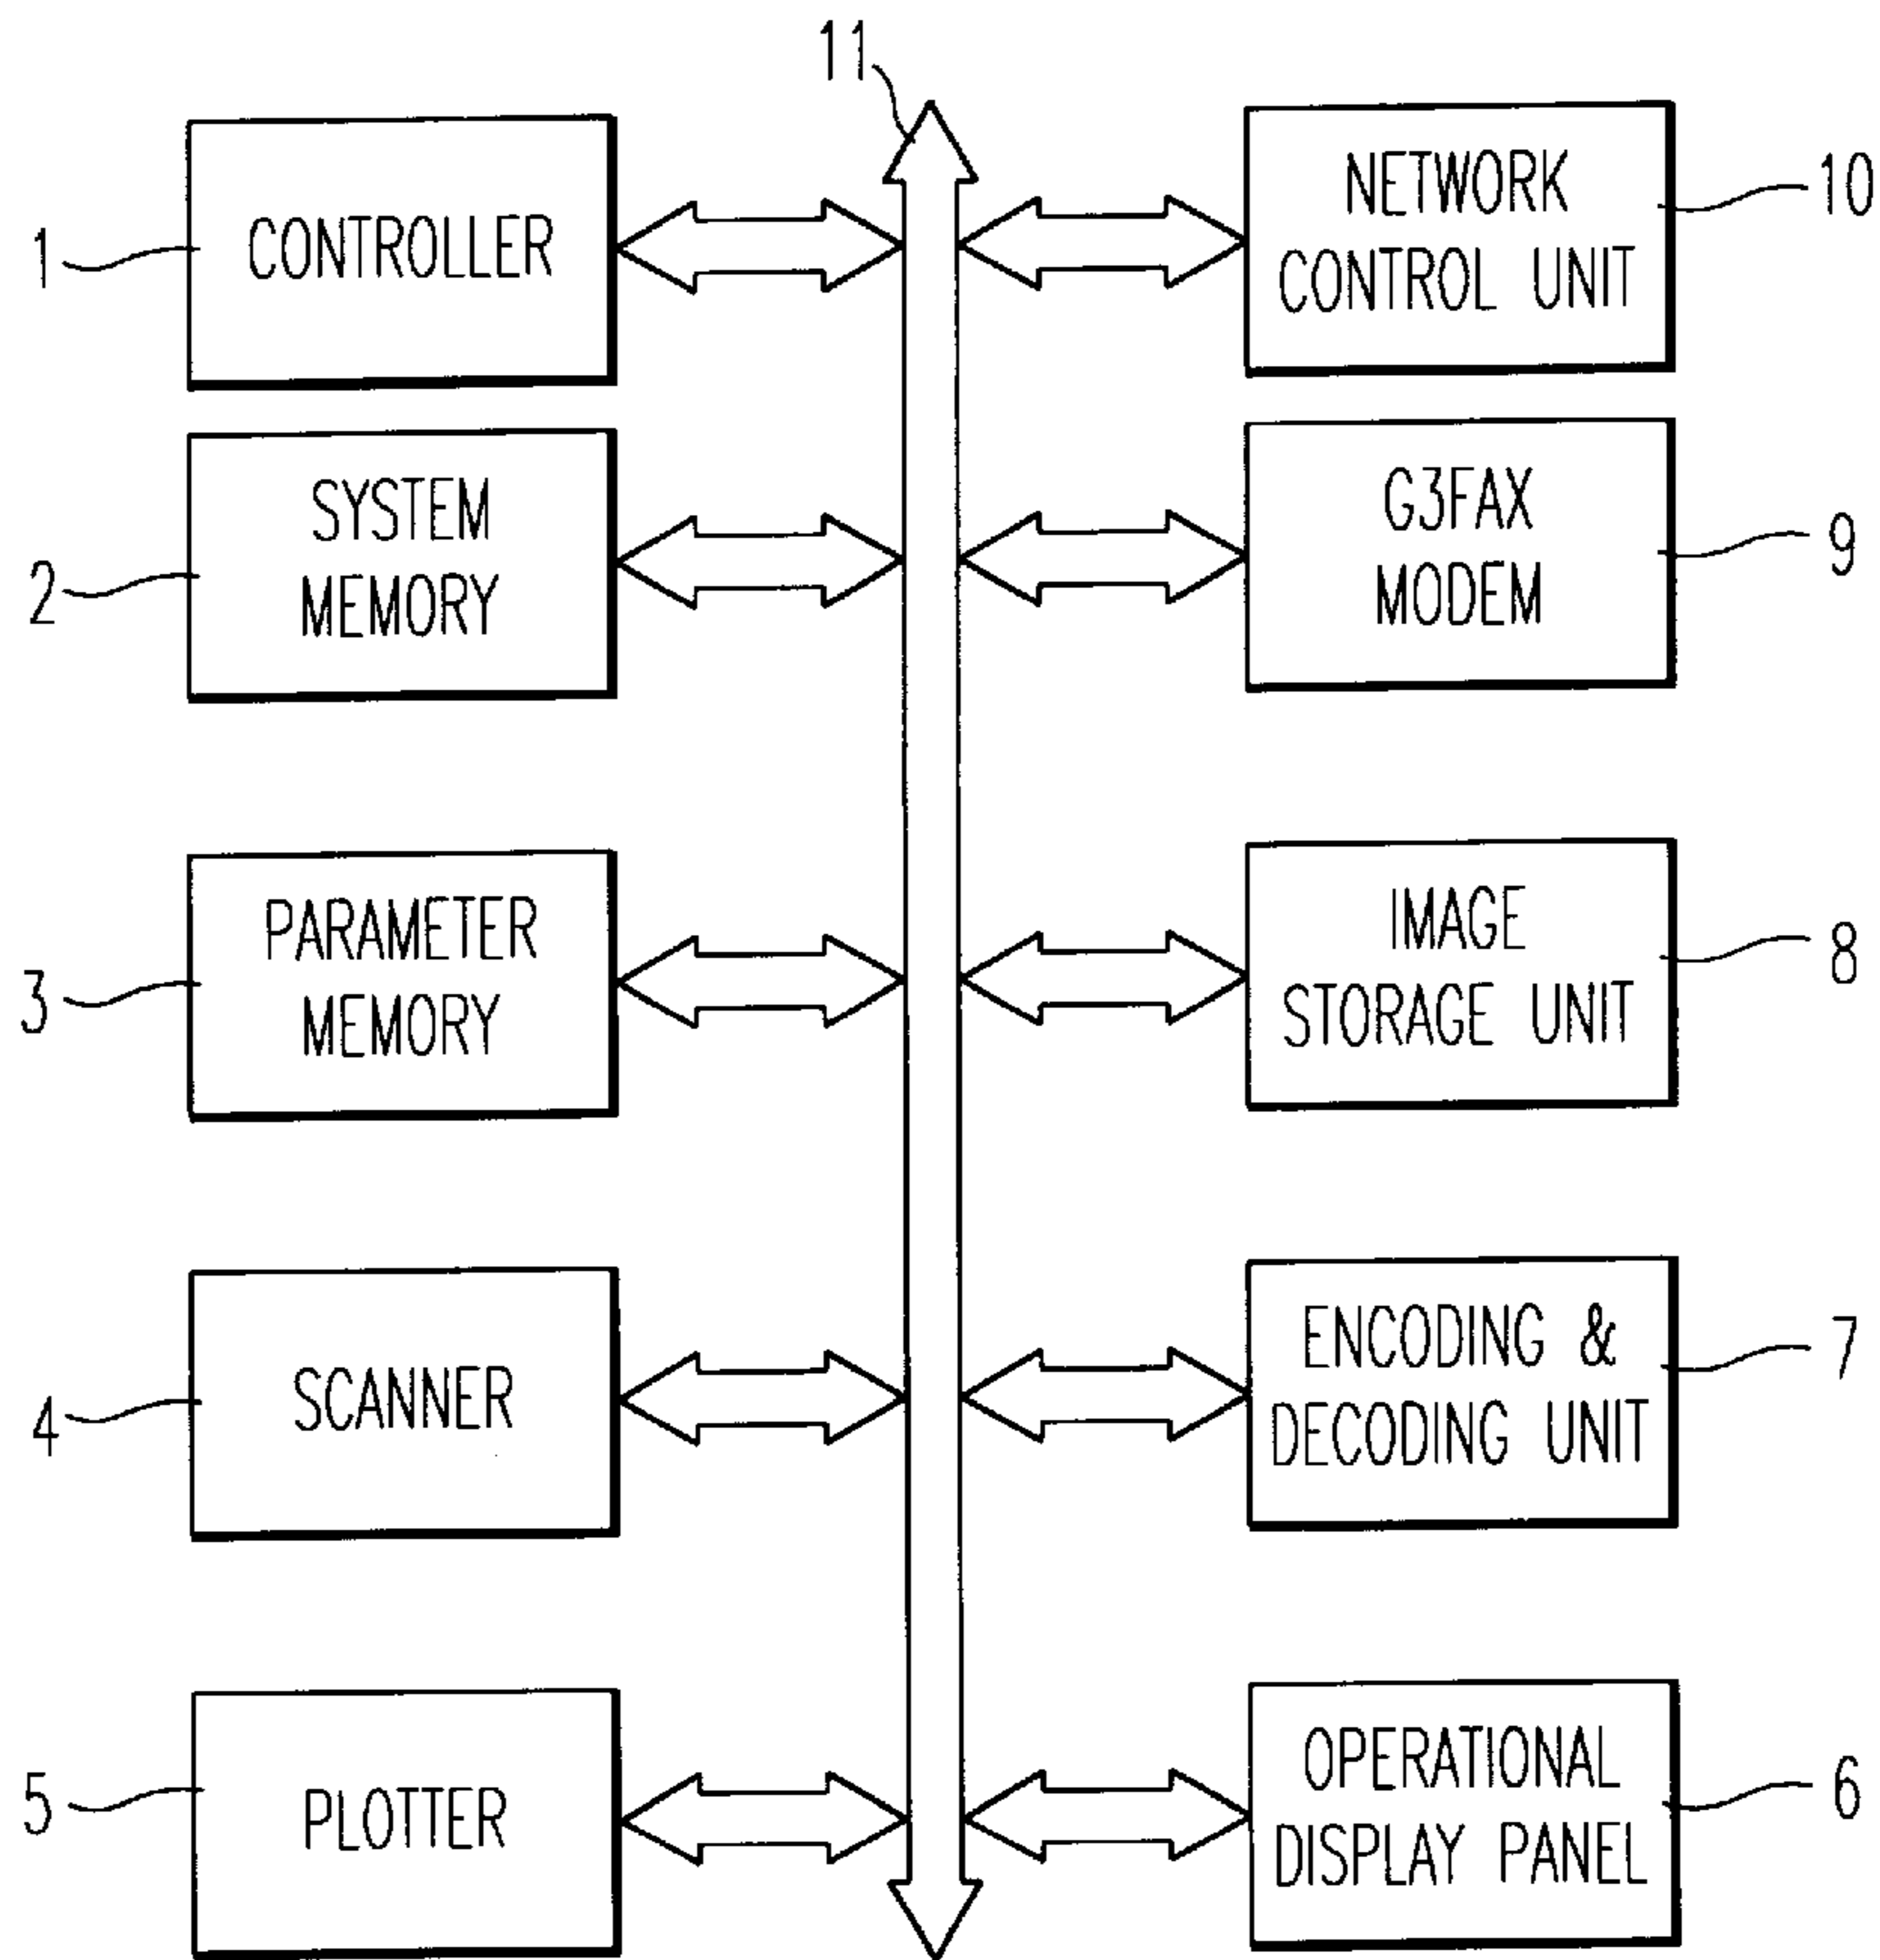 11
1
CONTROLLER
NETWORK
CONTROL UNIT
10
2
SYSTEM
MEMORY
G3FAX
MODEM
9
3
PARAMETER
MEMORY
IMAGE
STORAGE UNIT
8
4
SCANNER
ENCODING &
DECODING UNIT
7
5
PLOTTER
OPERATIONAL
DISPLAY PANEL
6